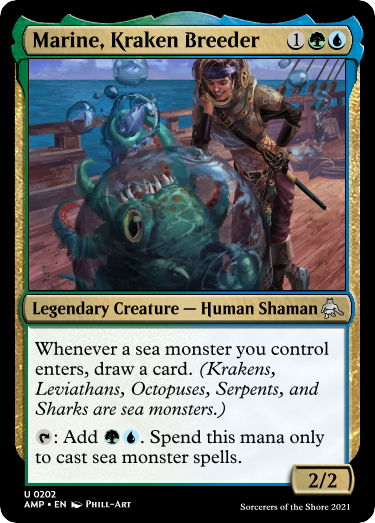 Marine, Kraken Breeder 1
Legendary Creature — Human Shaman
Whenever a sea monster you control
enters, draw a card. (Krakens,
Leviathans, Octopuses, Serpents, and
Sharks are sea monsters.)
: Add . Spend this mana only
to cast sea monster spells.
2/2
U 0202
AMP • EN Phill-Art
Sorcerers of the Shore 2021